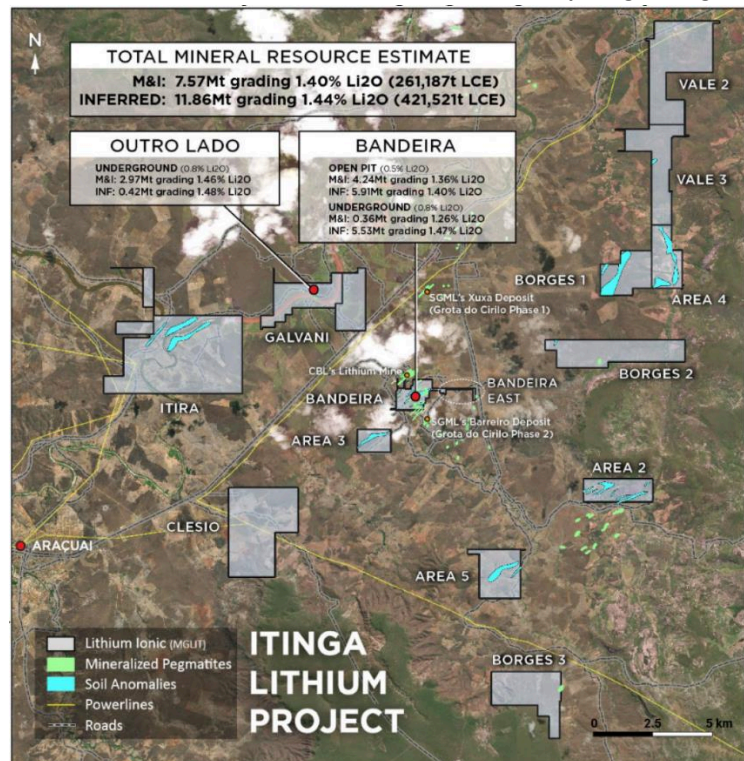 N
TOTAL MINERAL RESOURCE ESTIMATE
M&I: 7.57Mt grading 1.40% Li2O (261,187t LCE)
INFERRED: 11.86Mt grading 1.44% Li2O (421,521t LCE)
OUTRO LADO
UNDERGROUND (0.8% Li2O)
M&I: 2.97Mt grading 1.46% Li2O
INF: 0.42Mt grading 1.48% Li2O
BANDEIRA
OPEN PIT (0.5% Li2O)
M&I: 4.24Mt grading 1.36% Li2O
INF: 5.91Mt grading 1.40% Li2O
UNDERGROUND (0.8% Li2O)
M&I: 0.36Mt grading 1.26% Li2O
INF: 5.53Mt grading 1.47% Li2O
VALE 2
VALE 3
BORGES 1
AREA 4
SGML's Xuxa Deposit
(Grota do Cirilo Phase 1)
GALVANI
ITIRA
BORGES 2
CBL's Lithium Mine
BANDEIRA
BANDEIRA
EAST
SGML's Barreiro Deposit
(Grota do Cirilo Phase 2)
AREA 3
AREA 2
CLESIO
ARAÇUAI
AREA 5
BORGES 3
Lithium Ionic (MGLIT)
Mineralized Pegmatites
Soil Anomalies
Powerlines
Roads
ITINGA
LITHIUM
PROJECT
0 2.5 5 km